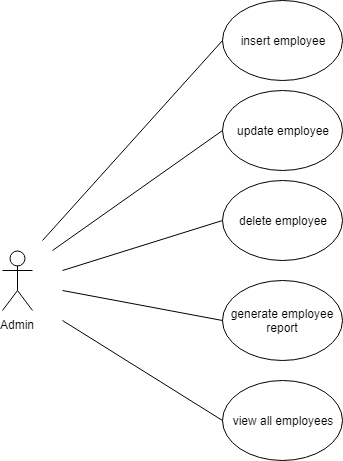 insert employee
update employee
delete employee
Admin
generate employee
report
view all employees